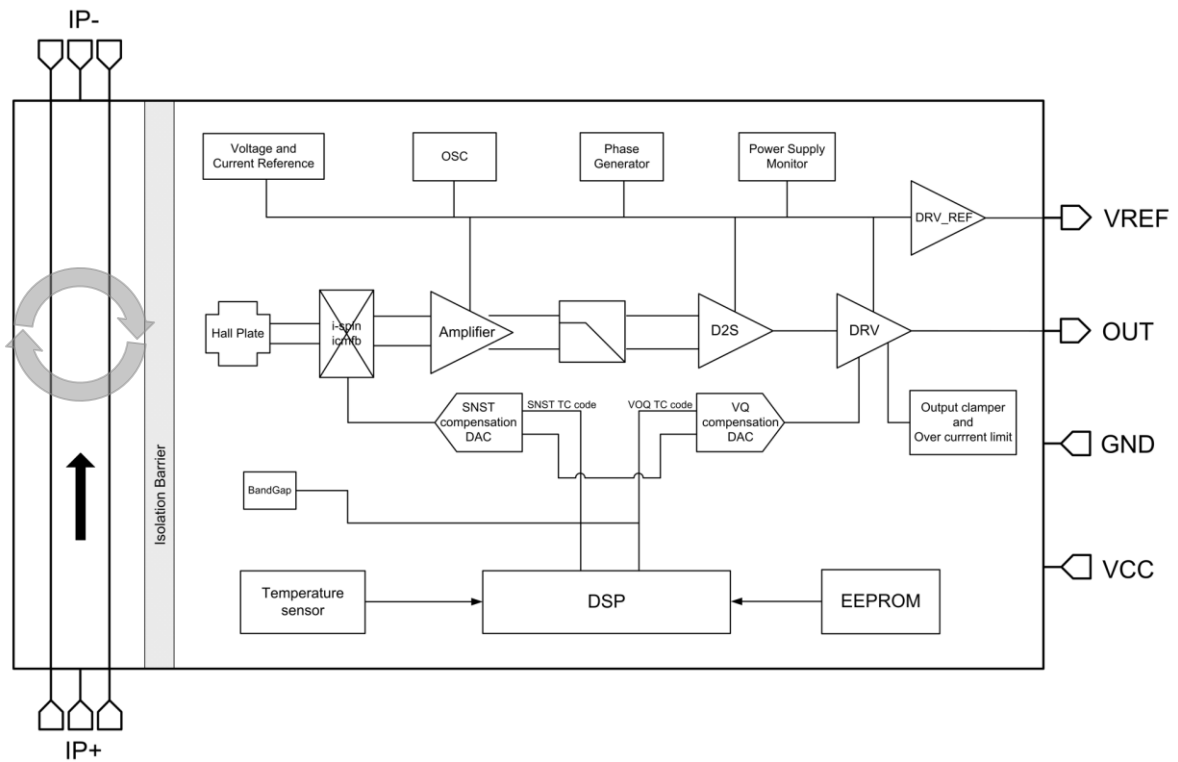 IP-
Voltage and
Current Reference
OSC
Phase
Generator
Power Supply
Monitor
DRV_REF
VREF
Hall Plate
i-spin
icmfb
Amplifier
D2S
DRV
OUT
SNST
compensation
DAC
SNST TC code
VOQ TC code
VQ
compensation
DAC
Output clamper
and
Over currrent limit
GND
Isolation Barrier
BandGap
VCC
Temperature
sensor
DSP
EEPROM
IP+